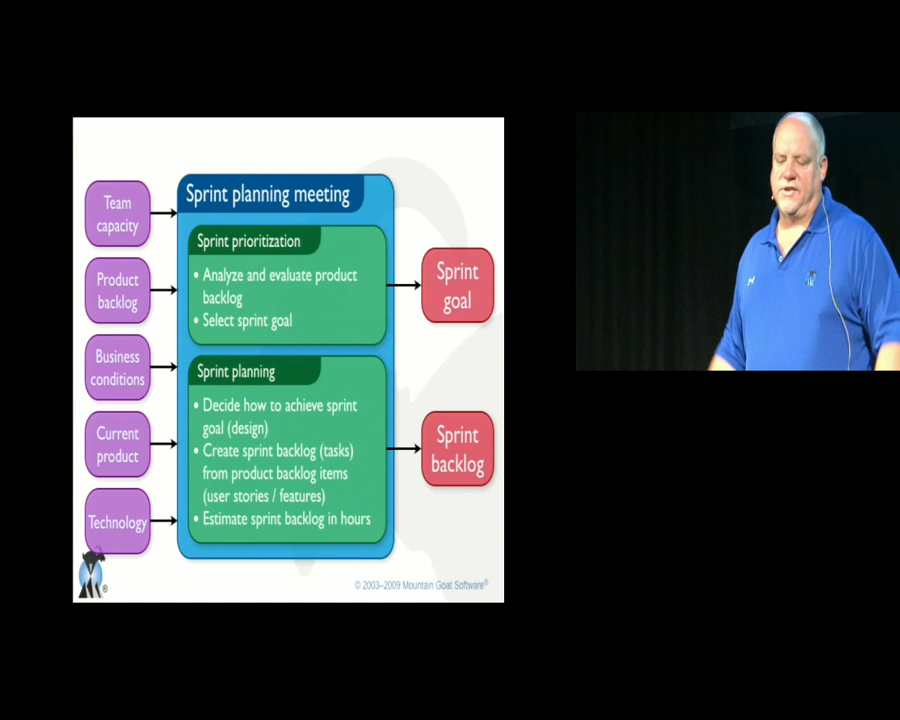 Team
capacity
Product
backlog
Business
conditions
Current
product
Technology
Sprint planning meeting
Sprint prioritization
• Analyze and evaluate product
backlog
• Select sprint goal
Sprint planning
• Decide how to achieve sprint
goal (design)
• Create sprint backlog (tasks)
from product backlog items
(user stories / features)
• Estimate sprint backlog in hours
Sprint
goal
Sprint
backlog
®
© 2003–2009 Mountain Goat Software®